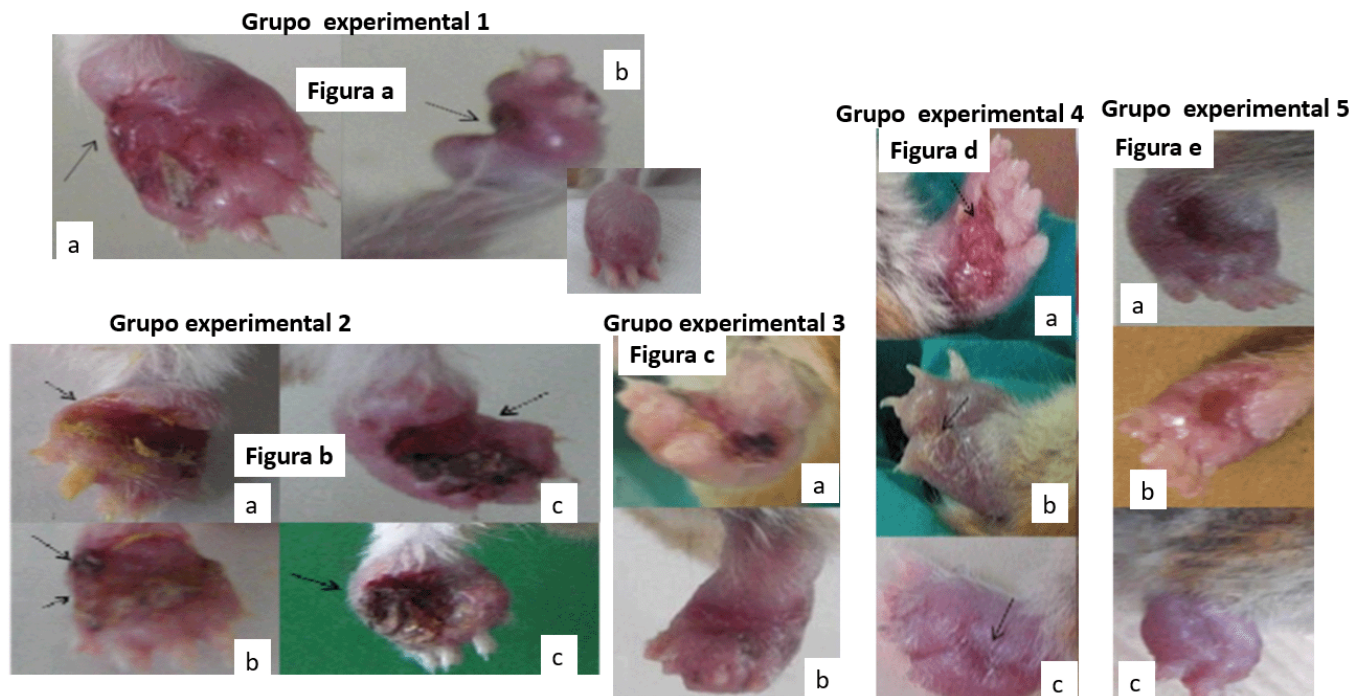 Grupo  experimental 1
Figura a
b
a
Grupo experimental 2
Figura b
a
c
b
c
Grupo experimental 3
Figura c
a
b
Grupo experimental 4
Figura d
a
b
c
Grupo experimental 5
Figura e
a
b
c